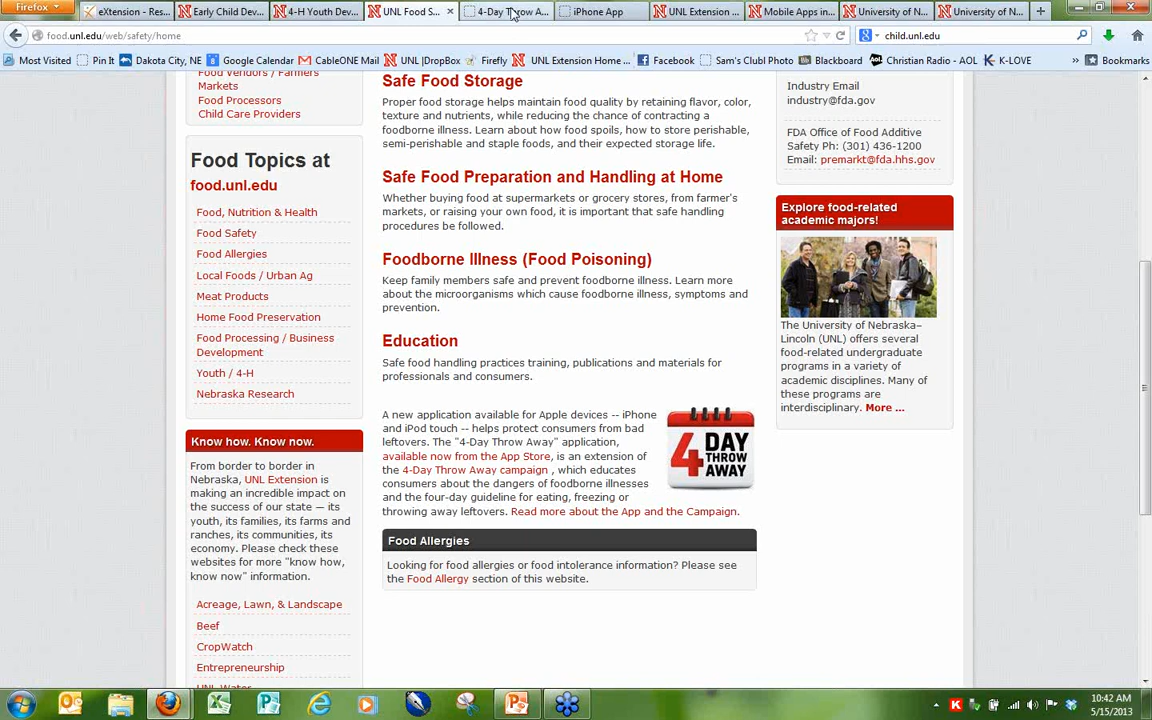 Firefox
eXtension - Res...
Early Child Dev...
4-H Youth Dev...
UNL Food S...
4-Day Throw A...
iPhone App
UNL Extension ...
Mobile Apps in...
University of N...
University of N...
food.unl.edu/web/safety/home
child.unl.edu
Most Visited
Pin It
Dakota City, NE
Google Calendar
CableONE Mail
UNL |DropBox
Firefly
UNL Extension Home ...
Facebook
Sam's Club| Photo
Blackboard
Christian Radio - AOL
K-LOVE
Bookmarks
Food Vendors / Farmers
Markets
Food Processors
Child Care Providers
Food Topics at
food.unl.edu
Food, Nutrition & Health
Food Safety
Food Allergies
Local Foods / Urban Ag
Meat Products
Home Food Preservation
Food Processing / Business
Development
Youth / 4-H
Nebraska Research
Know how. Know now.
From border to border in
Nebraska, UNL Extension is
making an incredible impact on
the success of our state — its
youth, its families, its farms and
ranches, its communities, its
economy. Please check these
websites for more "know how,
know now" information.
Acreage, Lawn, & Landscape
Beef
CropWatch
Entrepreneurship
UNL Water
Safe Food Storage
Proper food storage helps maintain food quality by retaining flavor, color,
texture and nutrients, while reducing the chance of contracting a
foodborne illness. Learn about how food spoils, how to store perishable,
semi-perishable and staple foods, and their expected storage life.
Safe Food Preparation and Handling at Home
Whether buying food at supermarkets or grocery stores, from farmer's
markets, or raising your own food, it is important that safe handling
procedures be followed.
Foodborne Illness (Food Poisoning)
Keep family members safe and prevent foodborne illness. Learn more
about the microorganisms which cause foodborne illness, symptoms and
prevention.
Education
Safe food handling practices training, publications and materials for
professionals and consumers.
A new application available for Apple devices -- iPhone
and iPod touch -- helps protect consumers from bad
leftovers. The "4-Day Throw Away" application,
available now from the App Store, is an extension of
the 4-Day Throw Away campaign , which educates
consumers about the dangers of foodborne illnesses
and the four-day guideline for eating, freezing or
throwing away leftovers. Read more about the App and the Campaign.
4 DAY
THROW
AWAY
Food Allergies
Looking for food allergies or food intolerance information? Please see
the Food Allergy section of this website.
Industry Email
industry@fda.gov
FDA Office of Food Additive
Safety Ph: (301) 436-1200
Email: premarkt@fda.hhs.gov
Explore food-related
academic majors!
The University of Nebraska–
Lincoln (UNL) offers several
food-related undergraduate
programs in a variety of
academic disciplines. Many of
these programs are
interdisciplinary. More ...
10:42 AM
5/15/2013